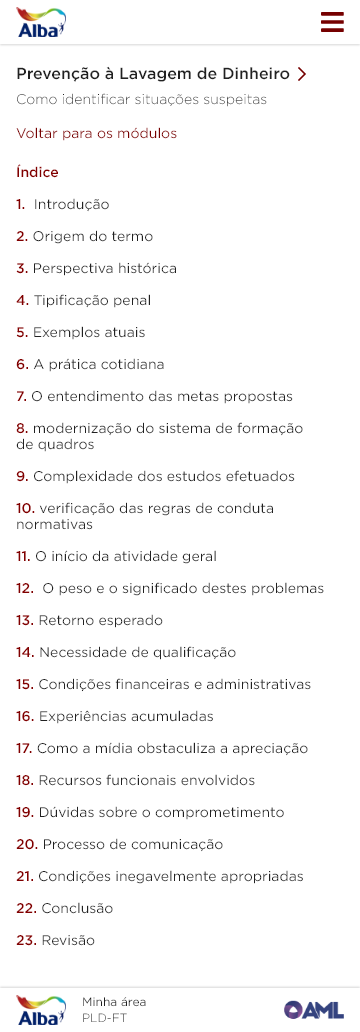 Alba
Prevenção à Lavagem de Dinheiro
Como identificar situações suspeitas
Voltar para os módulos
Índice
1. Introdução
2. Origem do termo
3. Perspectiva histórica
4. Tipificação penal
5. Exemplos atuais
6. A prática cotidiana
7. O entendimento das metas propostas
8. modernização do sistema de formação
de quadros
9. Complexidade dos estudos efetuados
10. verificação das regras de conduta
normativas
11. O início da atividade geral
12. O peso e o significado destes problemas
13. Retorno esperado
14. Necessidade de qualificação
15. Condições financeiras e administrativas
16. Experiências acumuladas
17. Como a mídia obstaculiza a apreciação
18. Recursos funcionais envolvidos
19. Dúvidas sobre o comprometimento
20. Processo de comunicação
21. Condições inegavelmente apropriadas
22. Conclusão
23. Revisão
Alba
Minha área
PLD-FT
AML